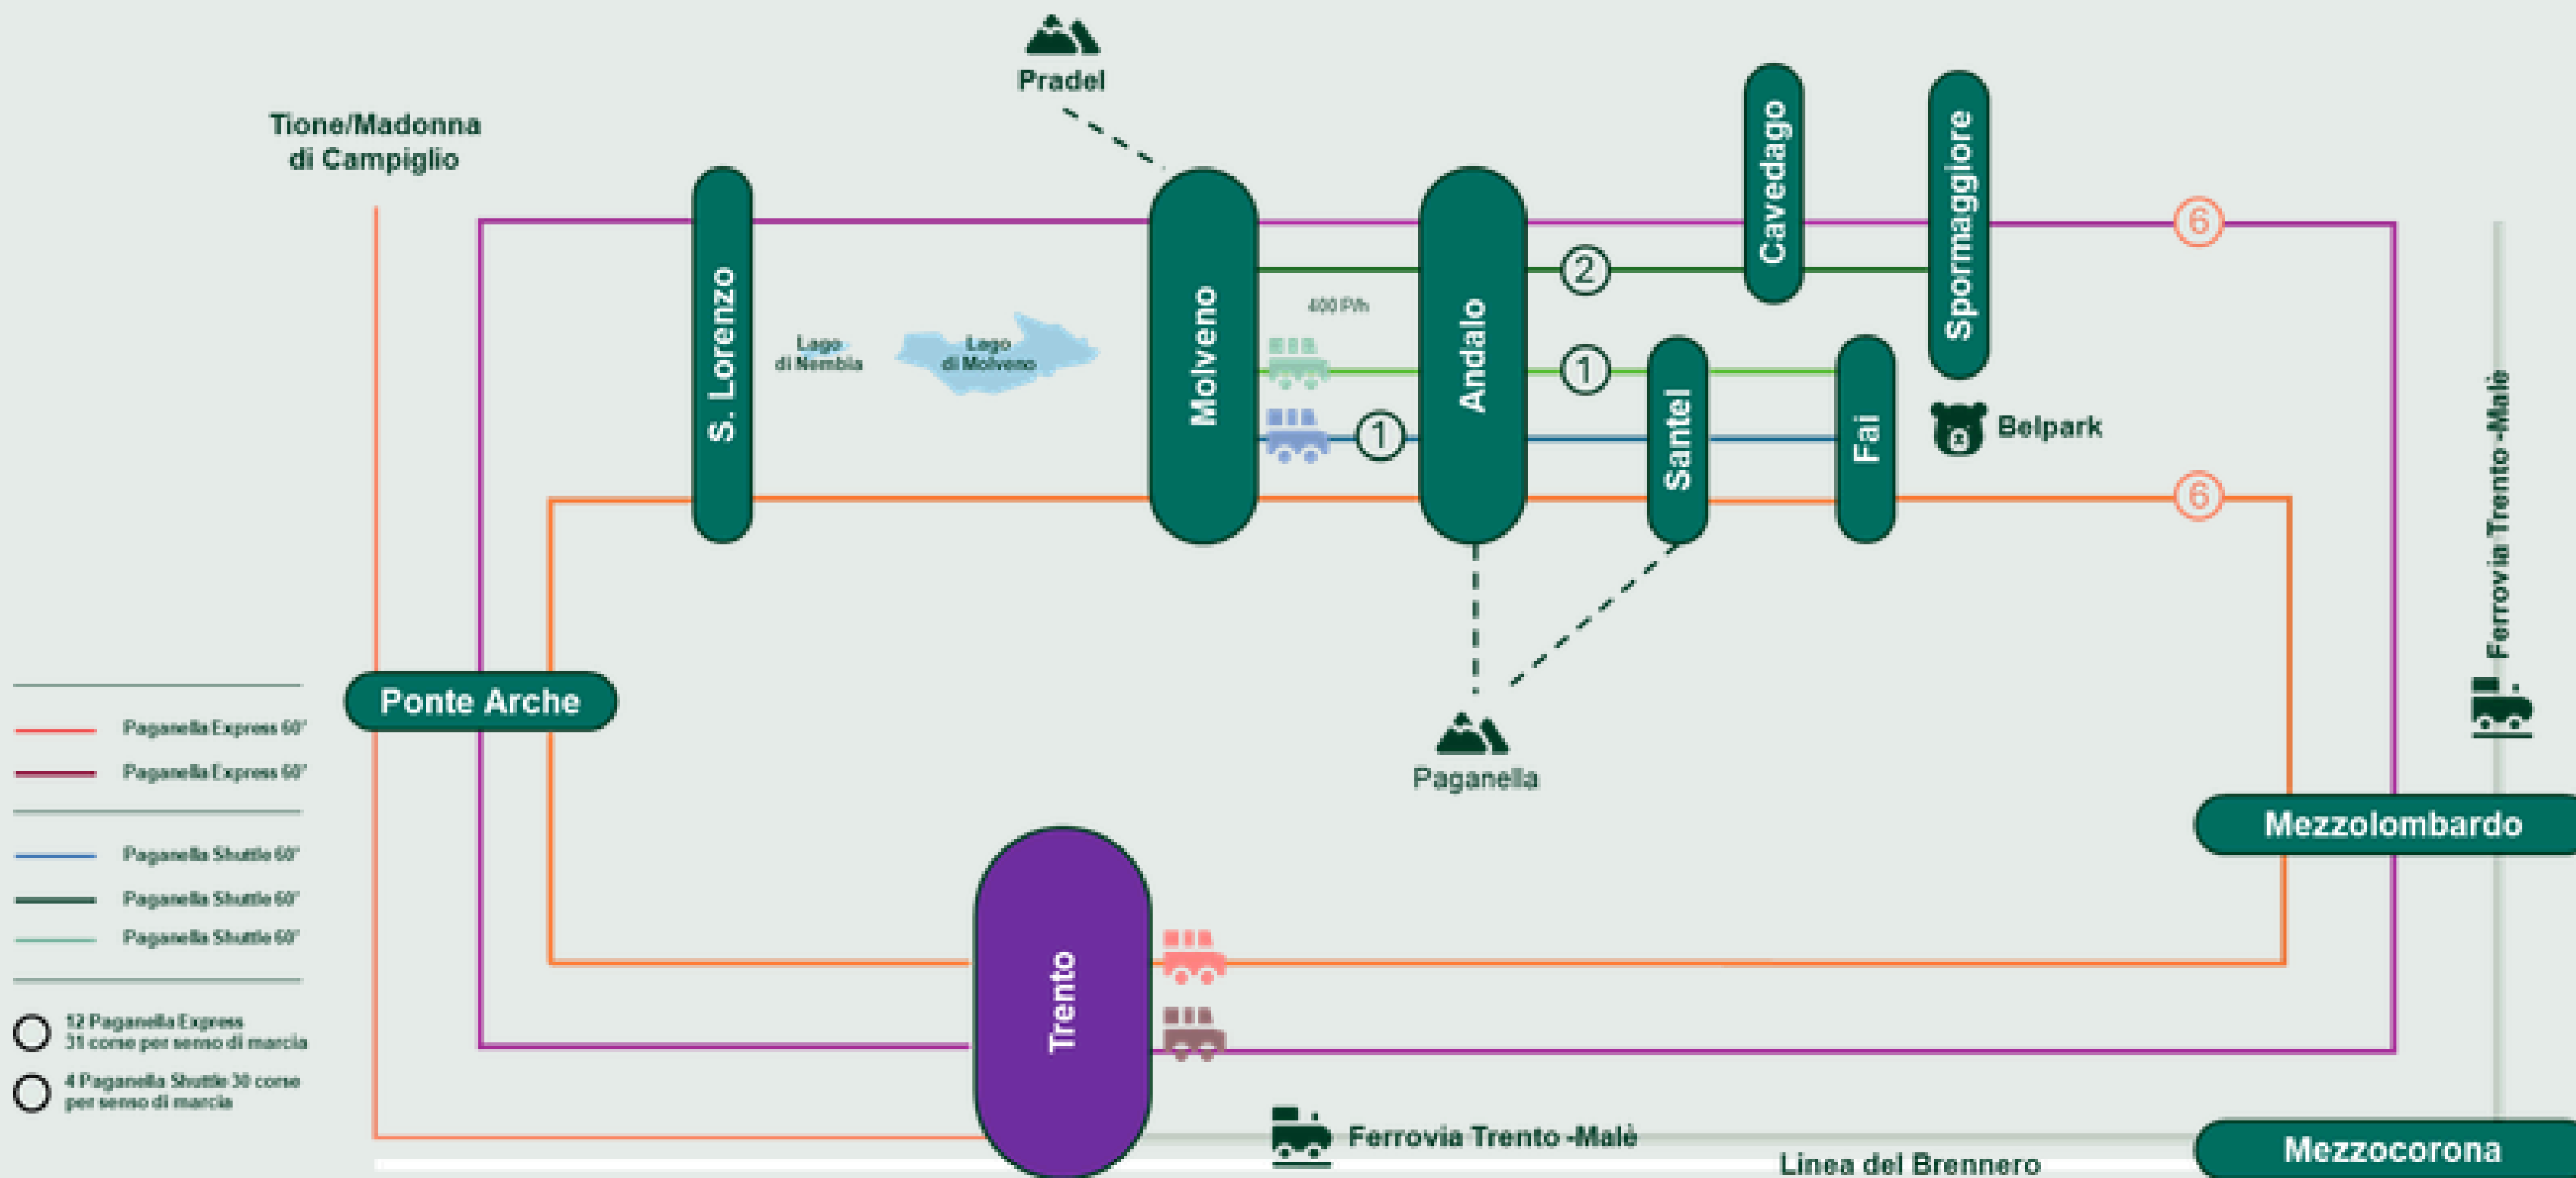 Pradel
Tione/Madonna
di Campiglio
S. Lorenzo
Lago
di Nembia
Lago
di Molveno
Molveno
400 P/h
1
Andalo
2
1
Cavedago
Spormaggiore
Santel
Fai
Belpark
6
6
Ferrovia Trento -Malè
Ponte Arche
Paganella
Mezzolombardo
Paganella Express 60'
Paganella Express 60'
Paganella Shuttle 60'
Paganella Shuttle 60'
Paganella Shuttle 60'
12 Paganella Express
31 corse per senso di marcia
4 Paganella Shuttle 30 corse
per senso di marcia
Trento
Ferrovia Trento -Malè
Linea del Brennero
Mezzocorona